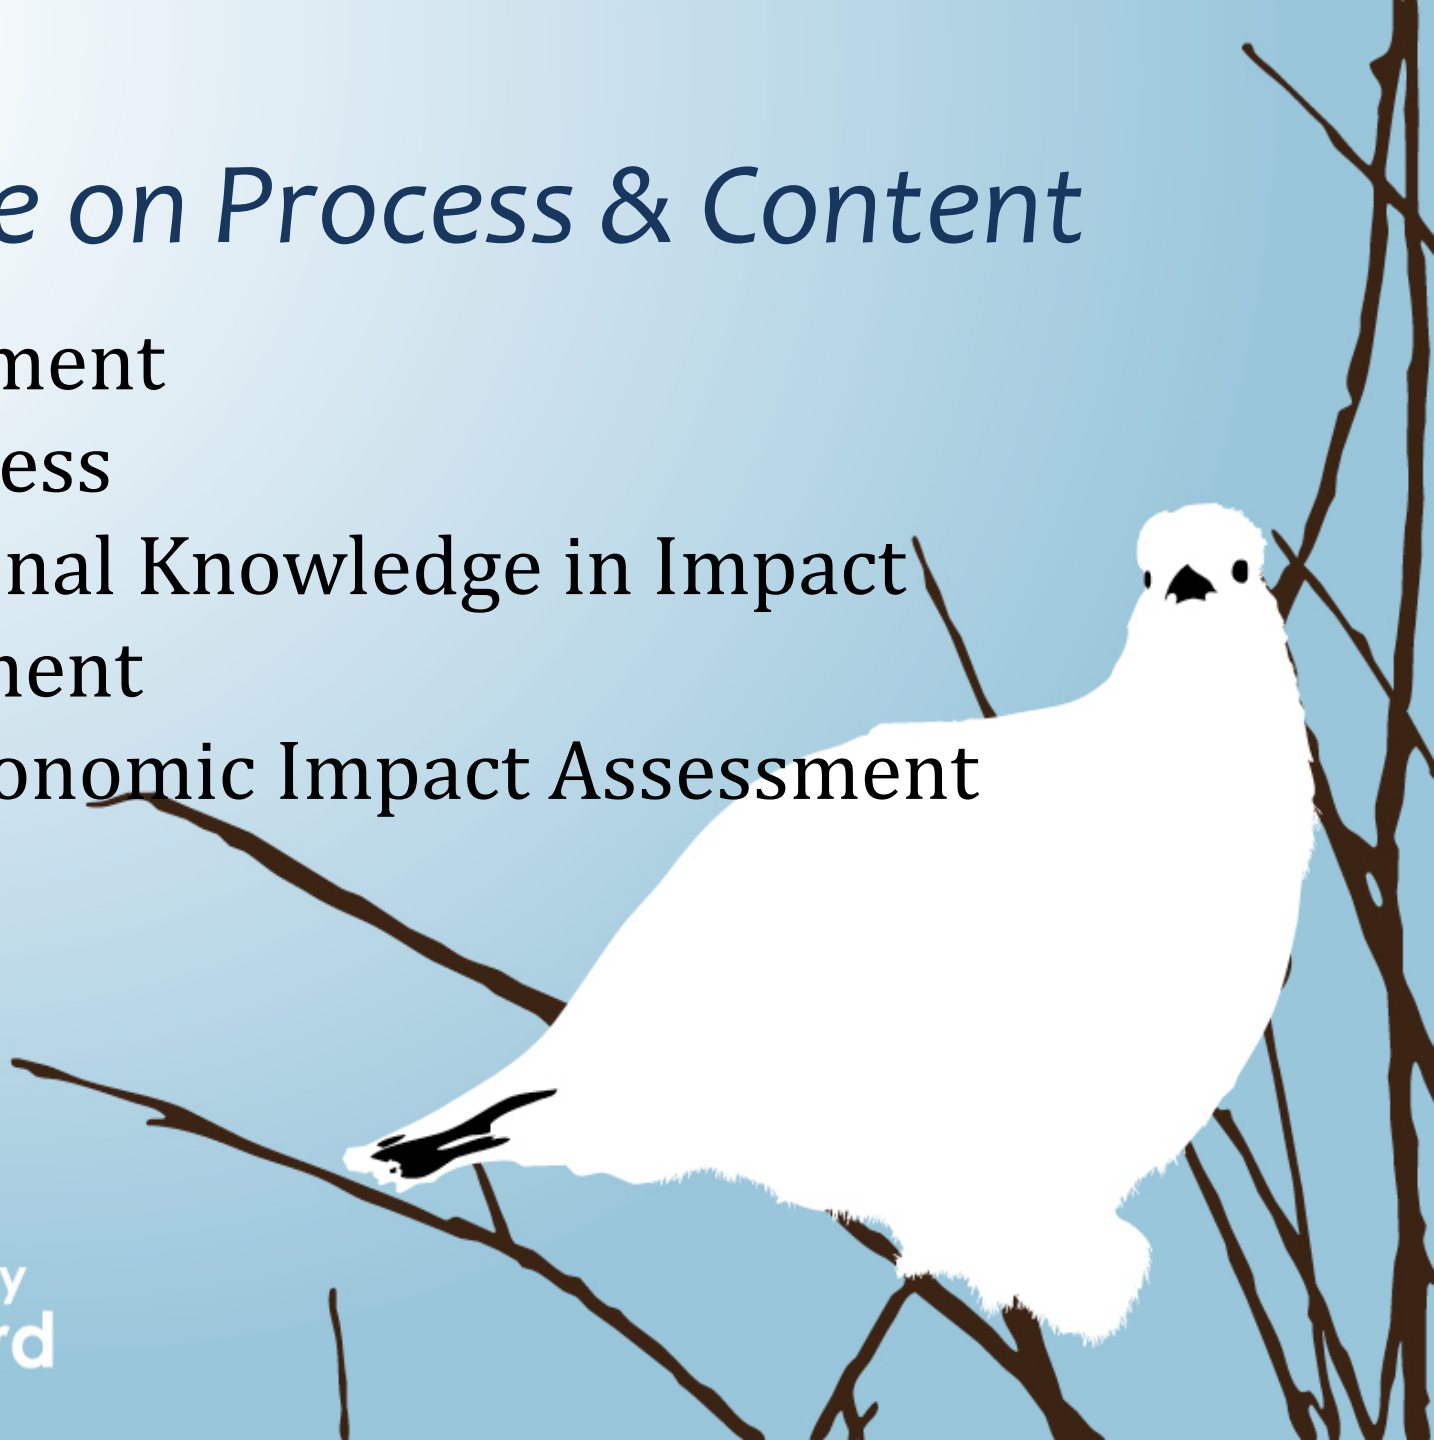 e on Process & Content
ment
ess
nal Knowledge in Impact
ment
onomic Impact Assessment
y
rd